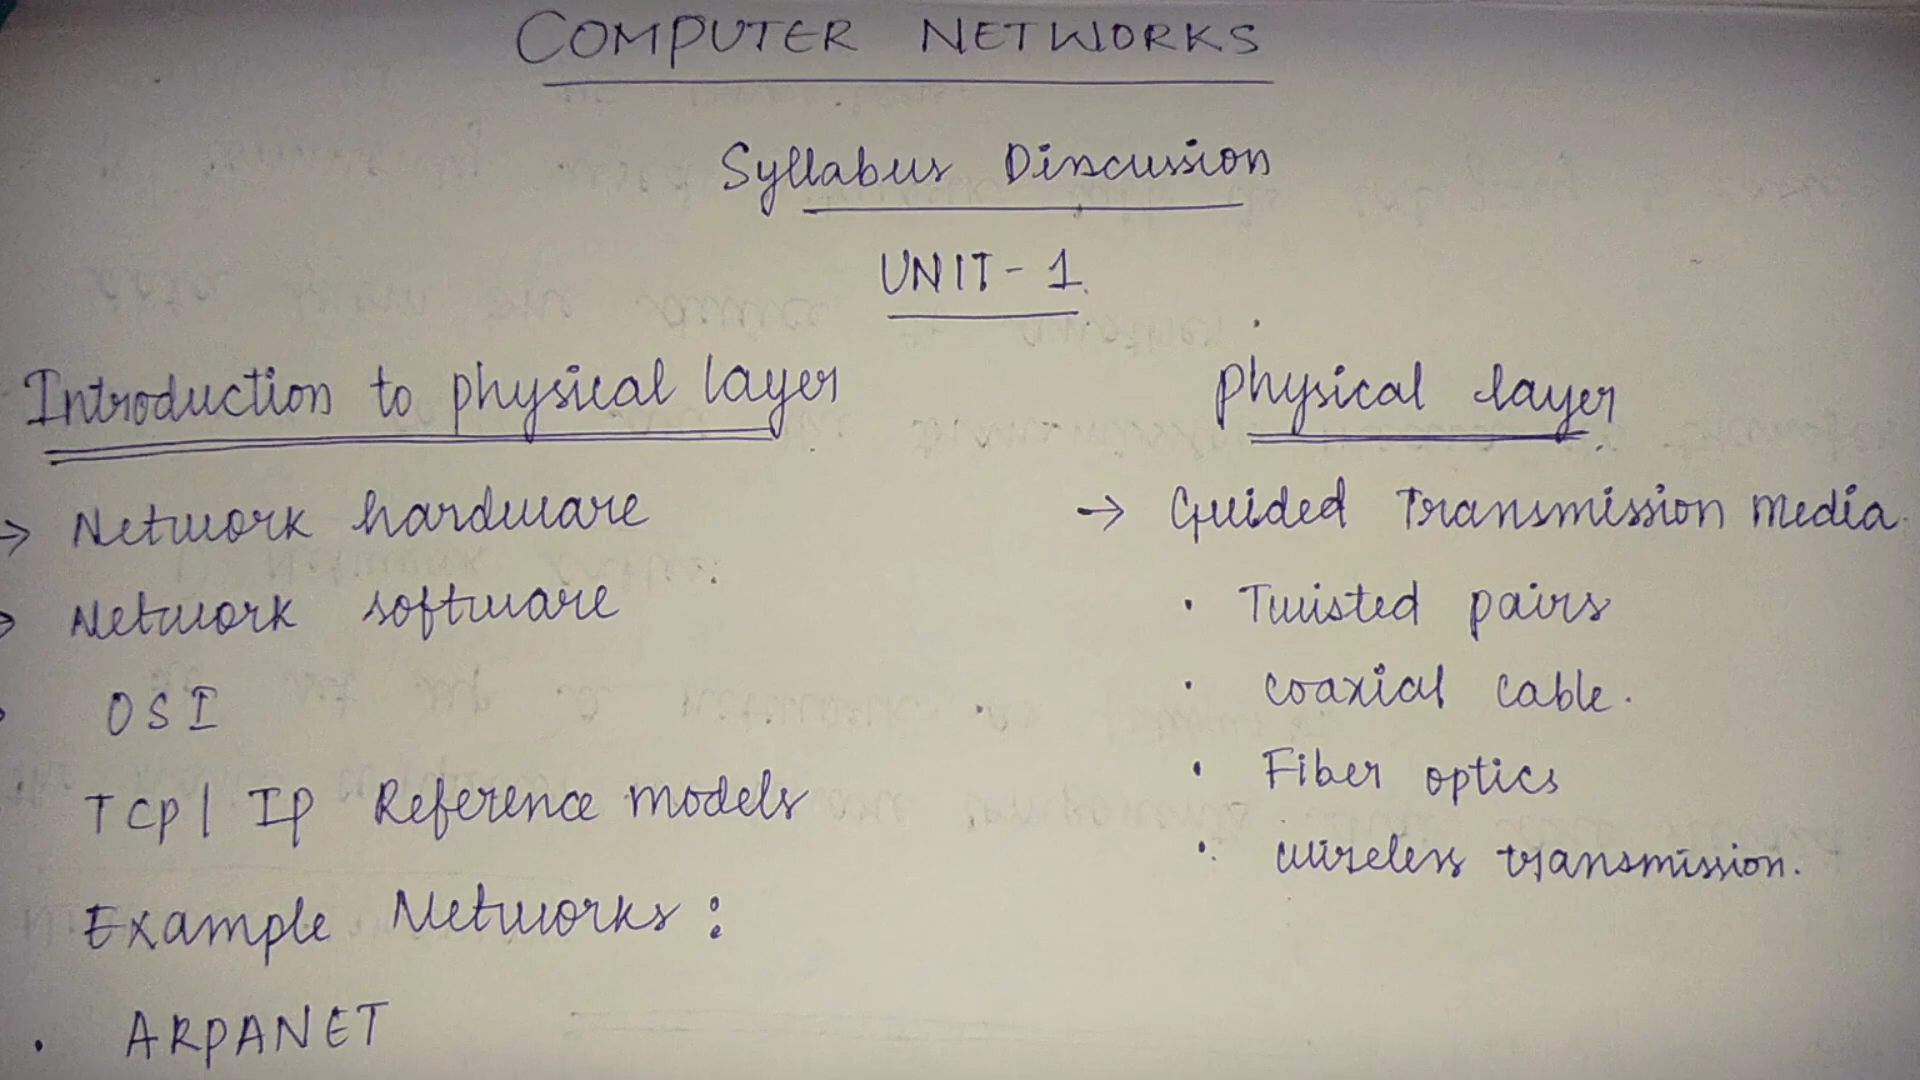 COMPUTER NETWORKS
Syllabus Discussion
UNIT - 1
Introduction to physical layer
→ Network hardware
→ Network software
OSI
TCP | IP Reference models
Example Networks :
• ARPANET
physical layer
→ Guided Transmission media.
• Twisted pairs
• coaxial cable.
• Fiber optics
• wireless transmission.